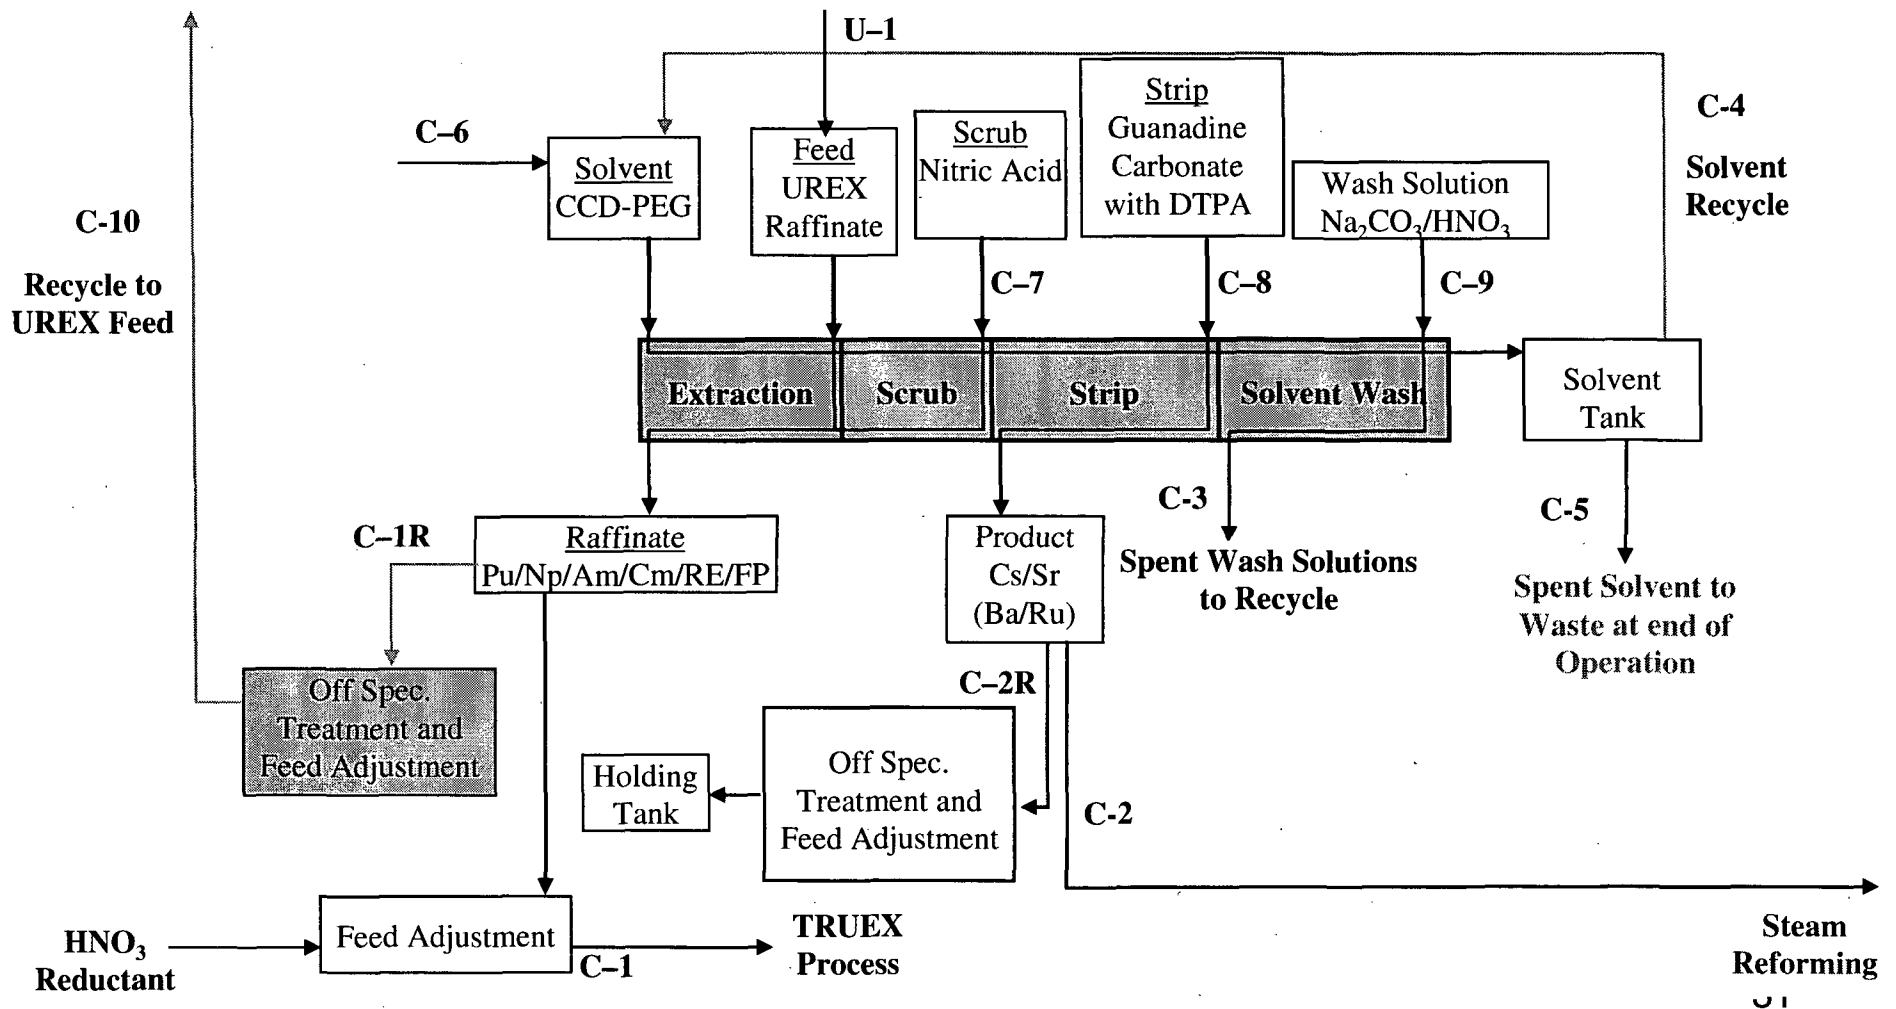 U–1
C–6
C-4
Solvent
Recycle
C-10
Recycle to
UREX Feed
Solvent
CCD-PEG
Feed
UREX
Raffinate
Scrub
Nitric Acid
Strip
Guanadine
Carbonate
with DTPA
Wash Solution
Na₂CO₃/HNO₃
C–7
C–8
C–9
Extraction
Scrub
Strip
Solvent Wash
Solvent
Tank
C–1R
Raffinate
Pu/Np/Am/Cm/RE/FP
Product
Cs/Sr
(Ba/Ru)
C-3
Spent Wash Solutions
to Recycle
C-5
Spent Solvent to
Waste at end of
Operation
Off Spec.
Treatment and
Feed Adjustment
C–2R
Holding
Tank
Off Spec.
Treatment and
Feed Adjustment
C-2
HNO₃
Reductant
Feed Adjustment
C–1
TRUEX
Process
Steam
Reforming